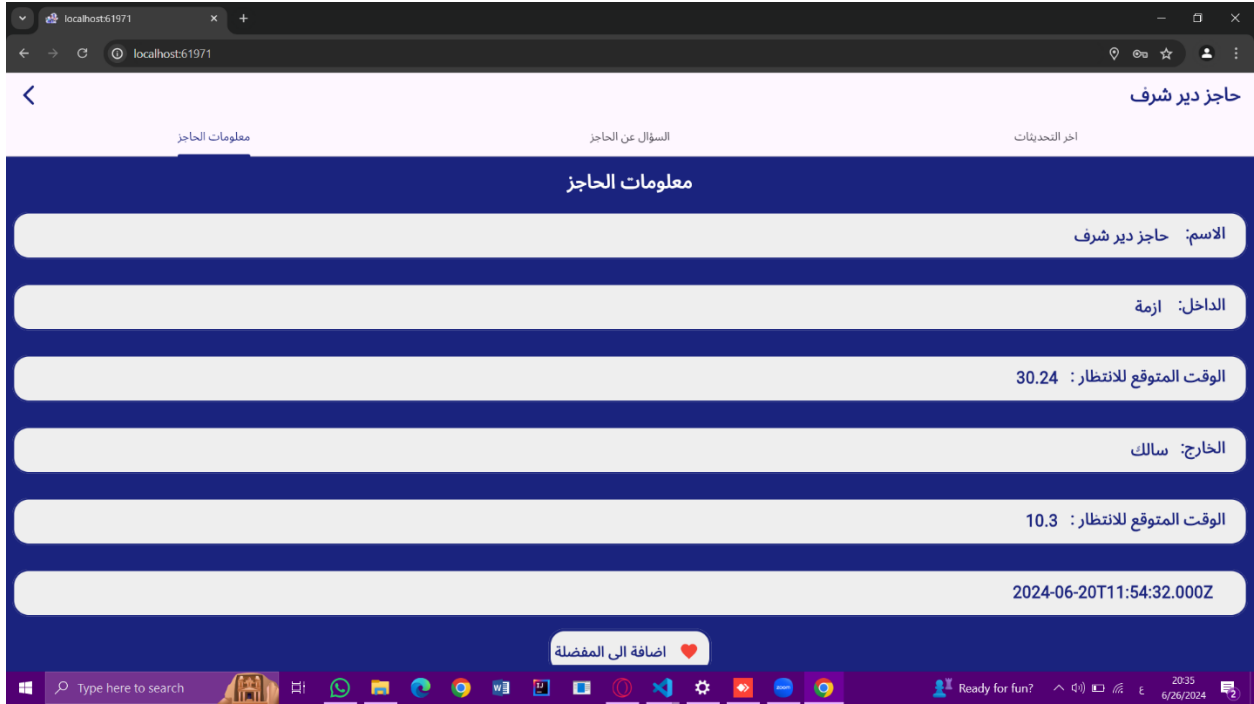 localhost:61971
localhost:61971
حاجز دير شرف
اخر التحديثات
السؤال عن الحاجز
معلومات الحاجز
معلومات الحاجز
الاسم: حاجز دير شرف
الداخل: ازمة
الوقت المتوقع للانتظار : 30.24
الخارج: سالك
الوقت المتوقع للانتظار : 10.3
2024-06-20T11:54:32.000Z
اضافة الى المفضلة
Type here to search
Ready for fun?
ع
20:35
6/26/2024
2